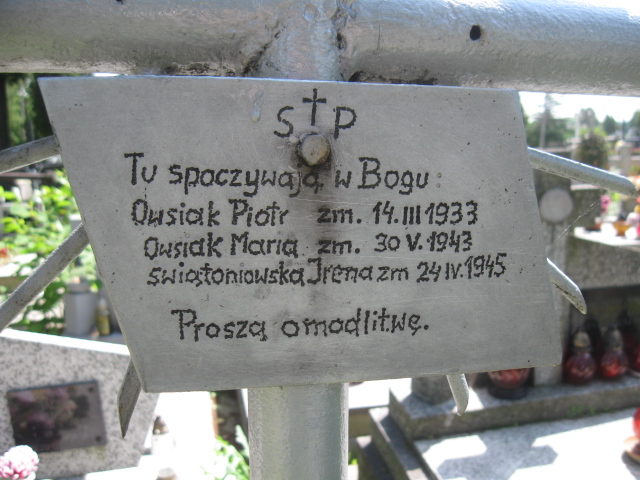 S†P
Tu spoczywają w Bogu:
Owsiak Piotr zm. 14.III 1933
Owsiak Maria zm. 30 V. 1943
Świątoniowska Irena zm 24 IV. 1945
Proszą o modlitwę.